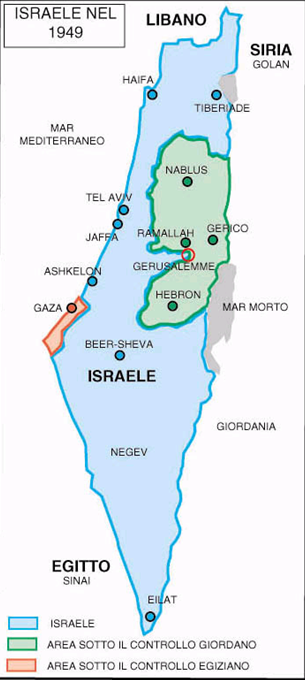 ISRAELE NEL
1949
LIBANO
SIRIA
GOLAN
HAIFA
TIBERIADE
MAR
MEDITERRANEO
NABLUS
TEL AVIV
JAFFA
RAMALLAH
GERICO
GERUSALEMME
ASHKELON
GAZA
HEBRON
MAR MORTO
BEER-SHEVA
ISRAELE
GIORDANIA
NEGEV
EGITTO
SINAI
EILAT
ISRAELE
AREA SOTTO IL CONTROLLO GIORDANO
AREA SOTTO IL CONTROLLO EGIZIANO